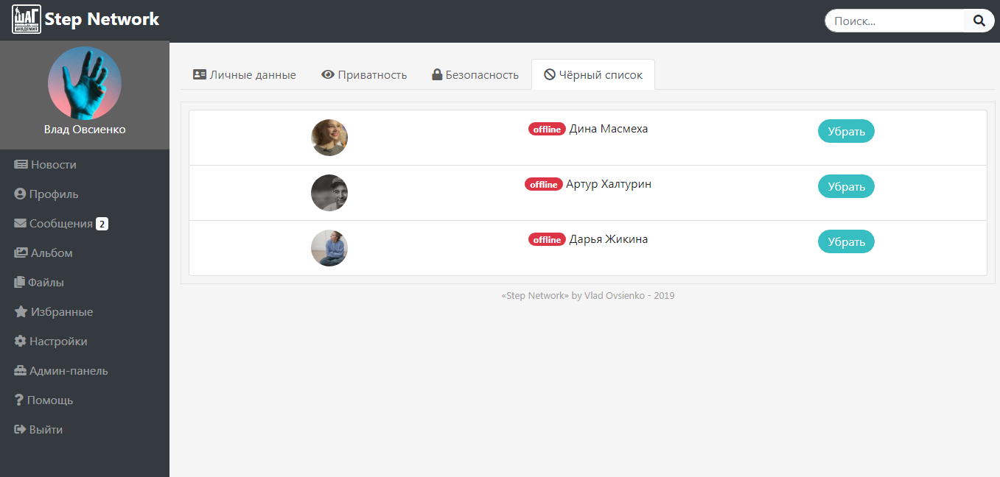 ШАГ
КОМПЬЮТЕРНАЯ
АКАДЕМИЯ
Step Network
Поиск...
Влад Овсиенко
Новости
Профиль
Сообщения 2
Альбом
Файлы
Избранные
Настройки
Админ-панель
Помощь
Выйти
Личные данные
Приватность
Безопасность
Чёрный список
offline Дина Масмеха
Убрать
offline Артур Халтурин
Убрать
offline Дарья Жикина
Убрать
«Step Network» by Vlad Ovsienko - 2019